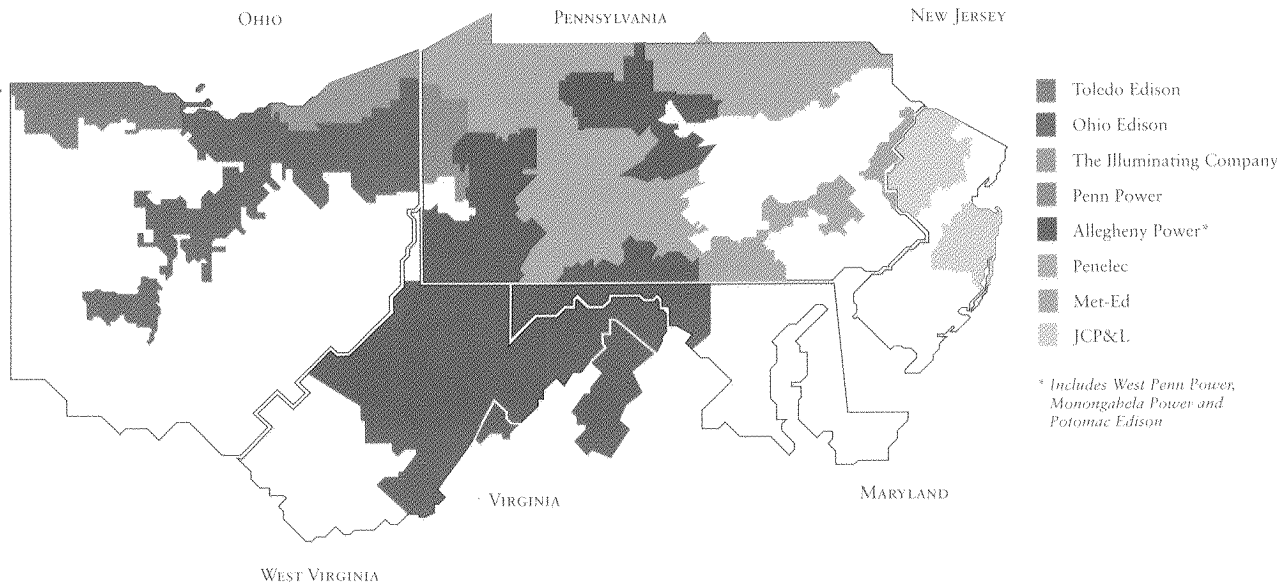 OHIO
PENNSYLVANIA
NEW JERSEY
Toledo Edison
Ohio Edison
The Illuminating Company
Penn Power
Allegheny Power*
Penelec
Met-Ed
JCP&L
* Includes West Penn Power,
Monongahela Power and
Potomac Edison
VIRGINIA
MARYLAND
WEST VIRGINIA